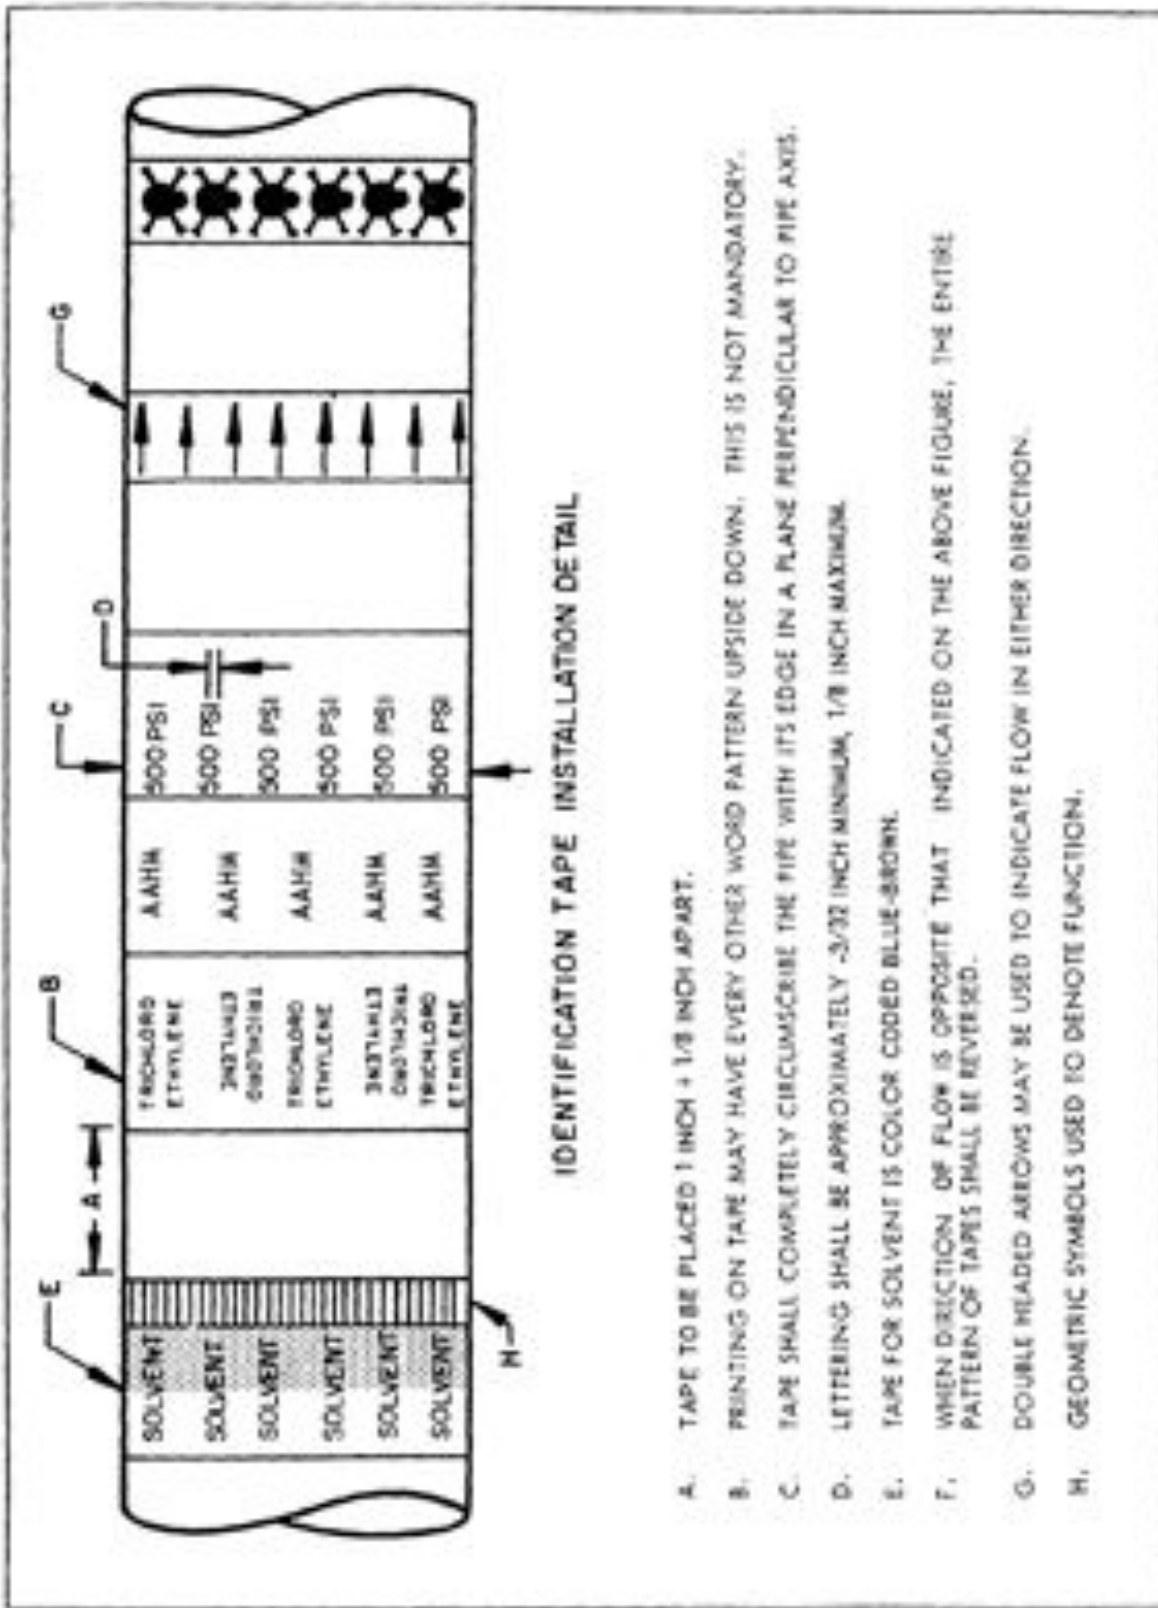 E
A
B
C
D
G
SOLVENT
SOLVENT
SOLVENT
SOLVENT
SOLVENT
SOLVENT
TRICHLORO
ETHYLENE
TRICHLORO
ETHYLENE
TRICHLORO
ETHYLENE
TRICHLORO
ETHYLENE
TRICHLORO
ETHYLENE
AAHM
AAHM
AAHM
AAHM
AAHM
500 PSI
500 PSI
500 PSI
500 PSI
500 PSI
500 PSI
H
IDENTIFICATION TAPE INSTALLATION DETAIL
A. TAPE TO BE PLACED 1 INCH + 1/8 INCH APART.
B. PRINTING ON TAPE MAY HAVE EVERY OTHER WORD PATTERN UPSIDE DOWN. THIS IS NOT MANDATORY.
C. TAPE SHALL COMPLETELY CIRCUMSCRIBE THE PIPE WITH ITS EDGE IN A PLANE PERPENDICULAR TO PIPE AXIS.
D. LETTERING SHALL BE APPROXIMATELY -3/32 INCH MINIMUM, 1/8 INCH MAXIMUM.
E. TAPE FOR SOLVENT IS COLOR CODED BLUE-BROWN.
F. WHEN DIRECTION OF FLOW IS OPPOSITE THAT INDICATED ON THE ABOVE FIGURE, THE ENTIRE
PATTERN OF TAPES SHALL BE REVERSED.
G. DOUBLE HEADED ARROWS MAY BE USED TO INDICATE FLOW IN EITHER DIRECTION.
H. GEOMETRIC SYMBOLS USED TO DENOTE FUNCTION.